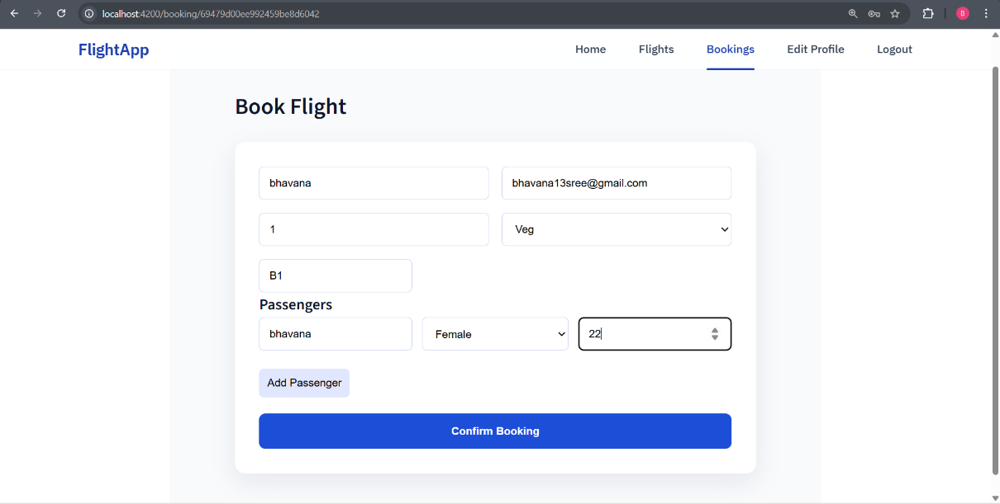 localhost:4200/booking/69479d00ee992459be8d6042
B
FlightApp Home Flights Bookings Edit Profile Logout
Book Flight
bhavana bhavana13sree@gmail.com
1 Veg
B1
Passengers
bhavana Female 22
Add Passenger
Confirm Booking